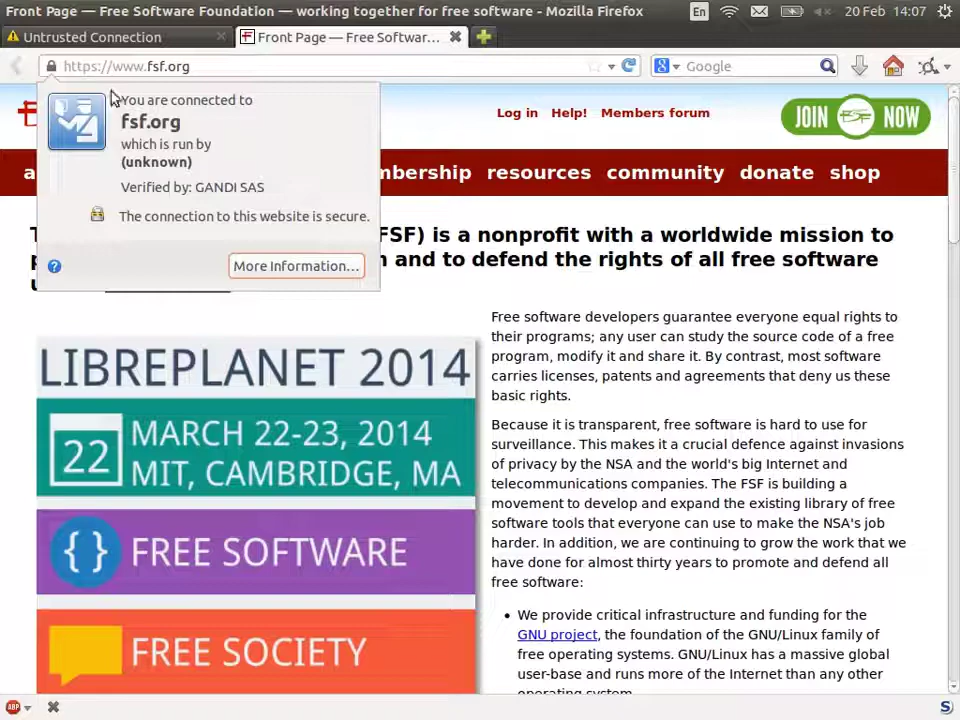 Front Page — Free Software Foundation — working together for free software - Mozilla Firefox
En
20 Feb 14:07
Untrusted Connection
Front Page — Free Softwar...
https://www.fsf.org
Google
You are connected to
fsf.org
which is run by
(unknown)
Verified by: GANDI SAS
The connection to this website is secure.
More Information...
Log in Help! Members forum
JOIN FSF NOW
resources community donate shop
FSF) is a nonprofit with a worldwide mission to
and to defend the rights of all free software
LIBREPLANET 2014
22
MARCH 22-23, 2014
MIT, CAMBRIDGE, MA
{ } FREE SOFTWARE
FREE SOCIETY
Free software developers guarantee everyone equal rights to
their programs; any user can study the source code of a free
program, modify it and share it. By contrast, most software
carries licenses, patents and agreements that deny us these
basic rights.
Because it is transparent, free software is hard to use for
surveillance. This makes it a crucial defence against invasions
of privacy by the NSA and the world's big Internet and
telecommunications companies. The FSF is building a
movement to develop and expand the existing library of free
software tools that everyone can use to make the NSA's job
harder. In addition, we are continuing to grow the work that we
have done for almost thirty years to promote and defend all
free software:
• We provide critical infrastructure and funding for the
GNU project, the foundation of the GNU/Linux family of
free operating systems. GNU/Linux has a massive global
user-base and runs more of the Internet than any other
operating system.
ABP
S